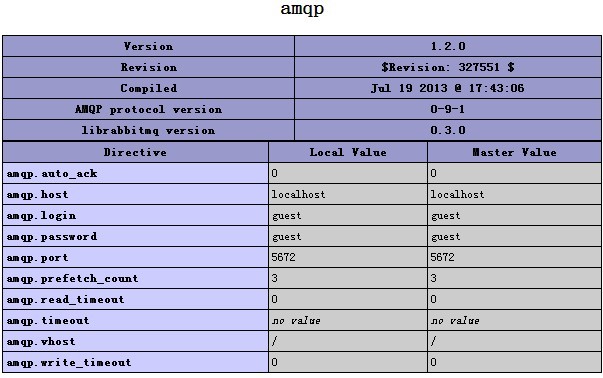 amqp
Version 1.2.0
Revision $Revision: 327551 $
Compiled Jul 19 2013 @ 17:43:06
AMQP protocol version 0-9-1
librabbitmq version 0.3.0
Directive Local Value Master Value
amqp.auto_ack 0 0
amqp.host localhost localhost
amqp.login guest guest
amqp.password guest guest
amqp.port 5672 5672
amqp.prefetch_count 3 3
amqp.read_timeout 0 0
amqp.timeout no value no value
amqp.vhost / /
amqp.write_timeout 0 0